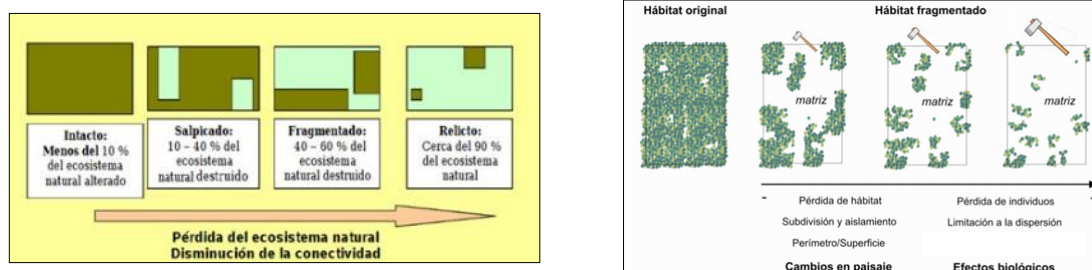 Intacto:
Menos del 10 %
del ecosistema
natural alterado
Salpicado:
10 – 40 % del
ecosistema
natural destruido
Fragmentado:
40 – 60 % del
ecosistema
natural destruido
Relicto:
Cerca del 90 %
del ecosistema
natural
Pérdida del ecosistema natural
Disminución de la conectividad
Hábitat original
Hábitat fragmentado
matriz
matriz
matriz
-
Pérdida de hábitat
Subdivisión y aislamiento
Perímetro/Superficie
Cambios en paisaje
Pérdida de individuos
Limitación a la dispersión
Efectos biológicos